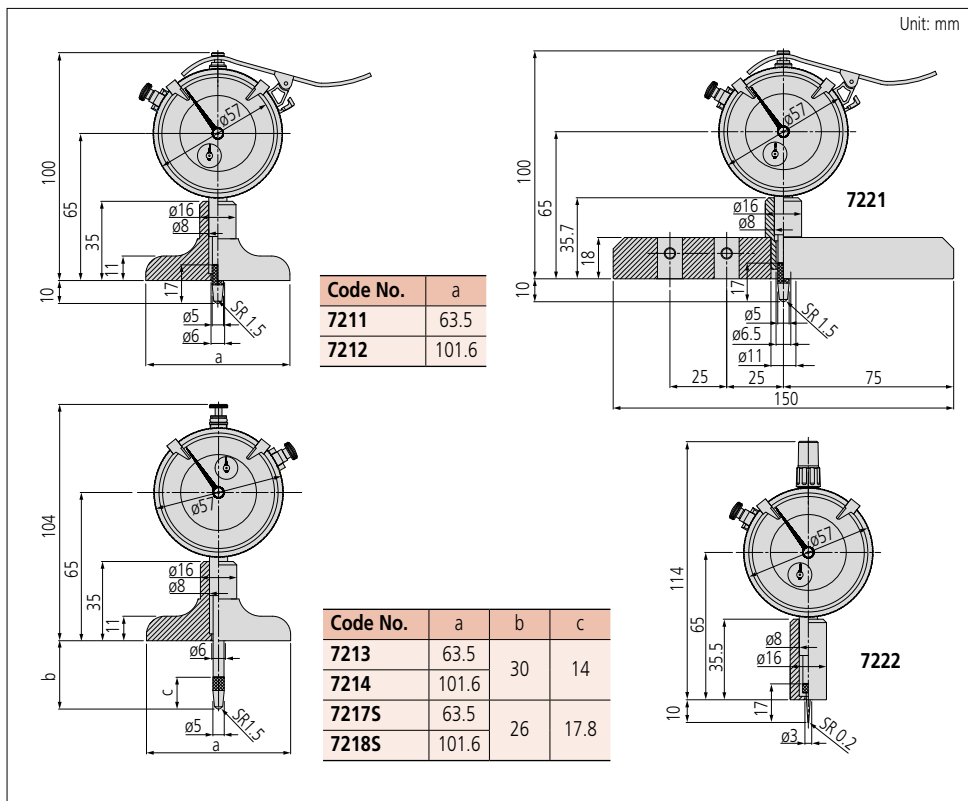 Unit: mm
100
65
35
11
10
ø57
ø16
ø8
17
SR 1.5
ø5
ø6
a
Code No. a
7211 63.5
7212 101.6
100
65
35.7
18
10
ø57
7221
ø16
ø8
17
SR 1.5
ø5
ø6.5
ø11
25 25 75
150
104
65
35
11
b
ø57
ø16
ø8
ø6
c
SR1.5
ø5
a
Code No. a b c
7213 63.5 30 14
7214 101.6
7217S 63.5 26 17.8
7218S 101.6
114
65
35.5
10
ø57
ø8
ø16
7222
17
ø3
SR 0.2